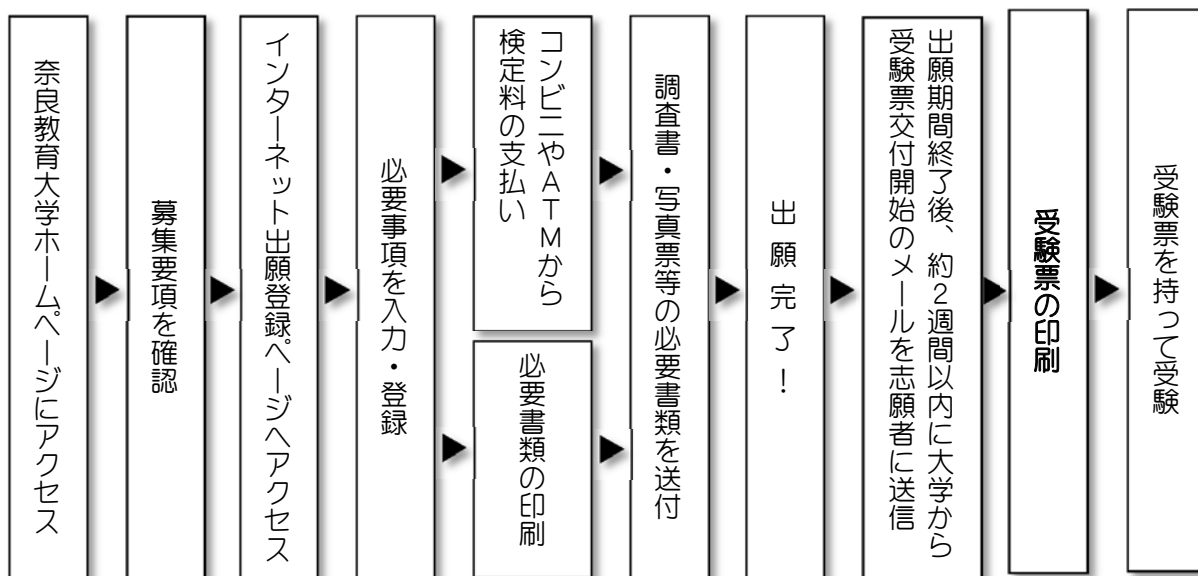 奈良教育大学ホームページにアクセス
募集要項を確認
インターネット出願登録ページへアクセス
必要事項を入力・登録
コンビニやＡＴＭから
検定料の支払い
必要書類の印刷
調査書・写真票等の必要書類を送付
出願完了！
出願期間終了後、約２週間以内に大学から
受験票交付開始のメールを志願者に送信
受験票の印刷
受験票を持って受験